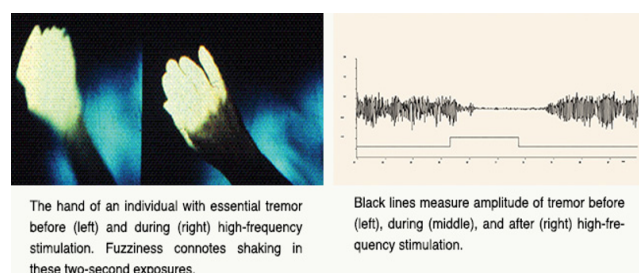 The hand of an individual with essential tremor
before (left) and during (right) high-frequency
stimulation. Fuzziness connotes shaking in
these two-second exposures.
Black lines measure amplitude of tremor before
(left), during (middle), and after (right) high-fre-
quency stimulation.